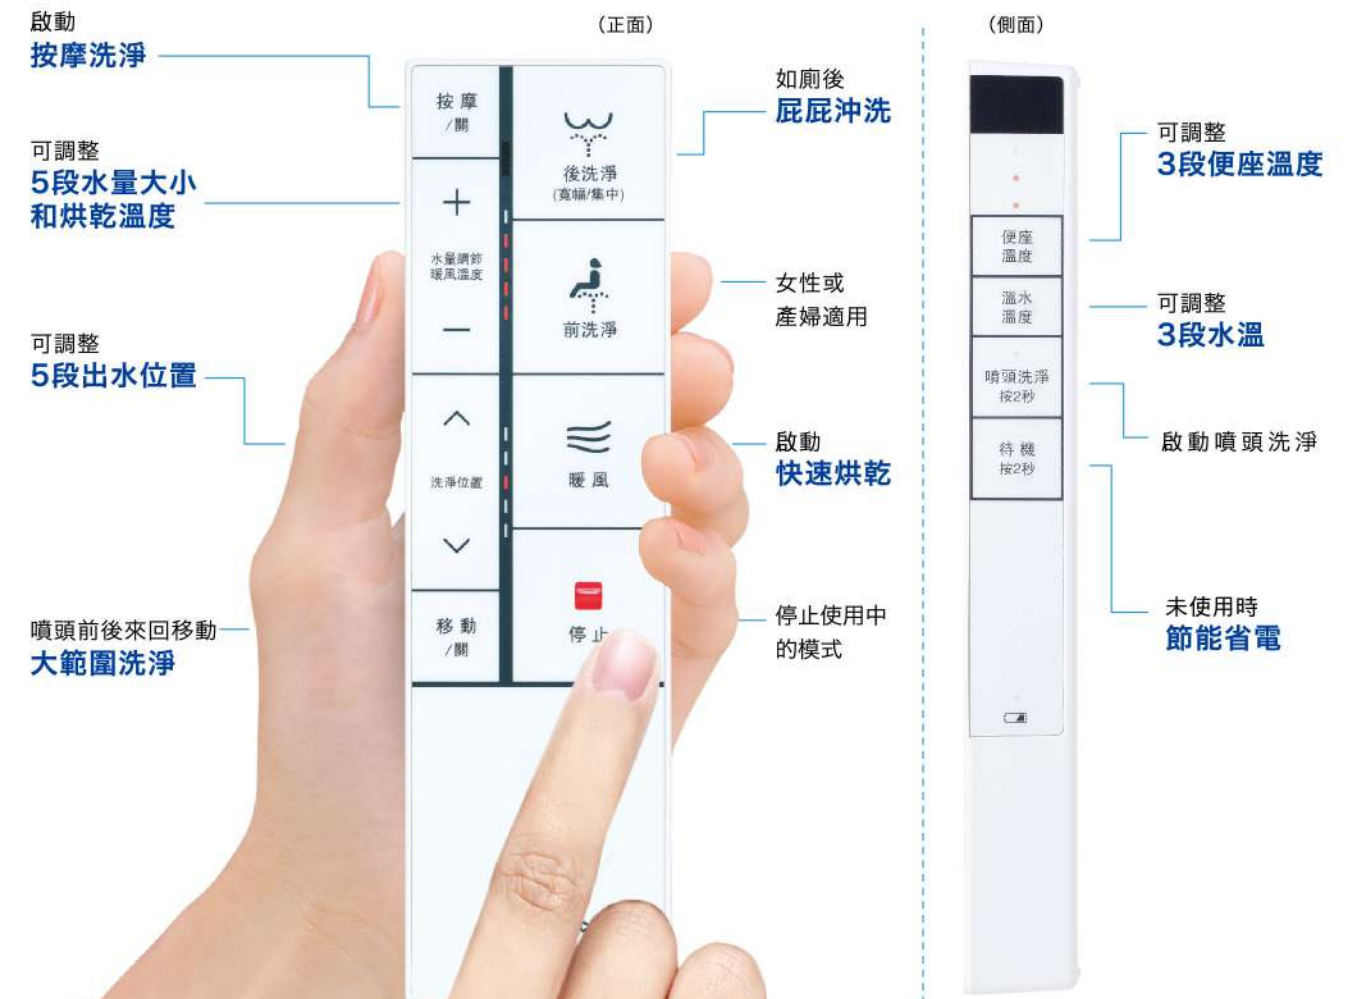 啟動
按摩洗淨
可調整
5段水量大小
和烘乾溫度
可調整
5段出水位置
噴頭前後來回移動
大範圍洗淨
（正面）
按摩
/關
＋
水量調節
暖風溫度
－
洗淨位置
移動
/關
後洗淨
(寬幅/集中)
前洗淨
暖風
停止
如廁後
屁屁沖洗
女性或
產婦適用
啟動
快速烘乾
停止使用中
的模式
（側面）
便座
溫度
溫水
溫度
噴頭洗淨
按2秒
待機
按2秒
可調整
3段便座溫度
可調整
3段水溫
啟動噴頭洗淨
未使用時
節能省電